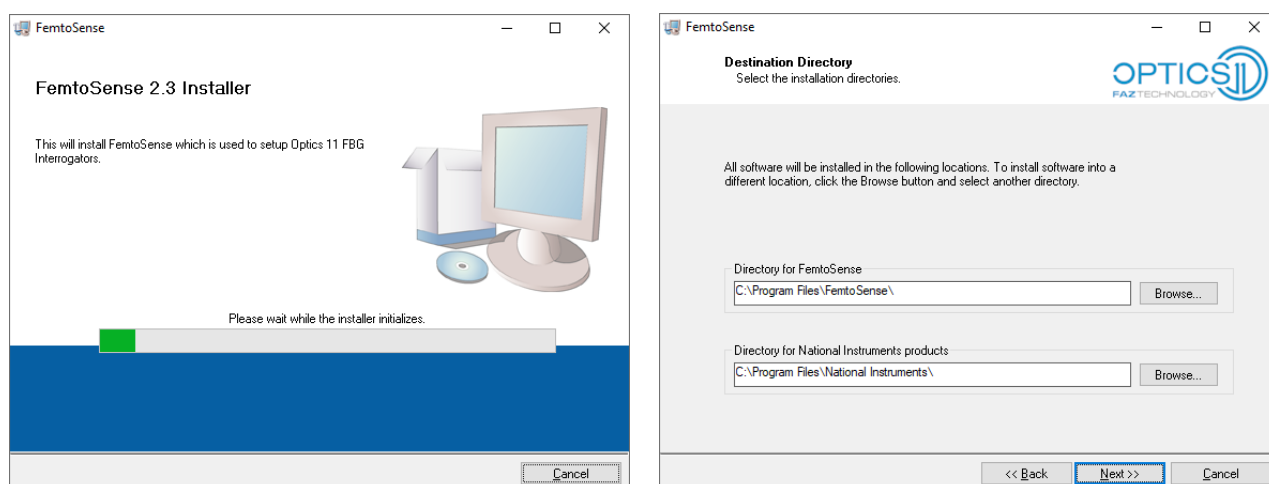 FemtoSense
FemtoSense 2.3 Installer
This will install FemtoSense which is used to setup Optics 11 FBG
Interrogators.
Please wait while the installer initializes.
Cancel
FemtoSense
Destination Directory
Select the installation directories.
OPTICS11
FAZ TECHNOLOGY
All software will be installed in the following locations. To install software into a
different location, click the Browse button and select another directory.
Directory for FemtoSense
C:\Program Files\FemtoSense\
Browse...
Directory for National Instruments products
C:\Program Files\National Instruments\
Browse...
<< Back
Next >>
Cancel